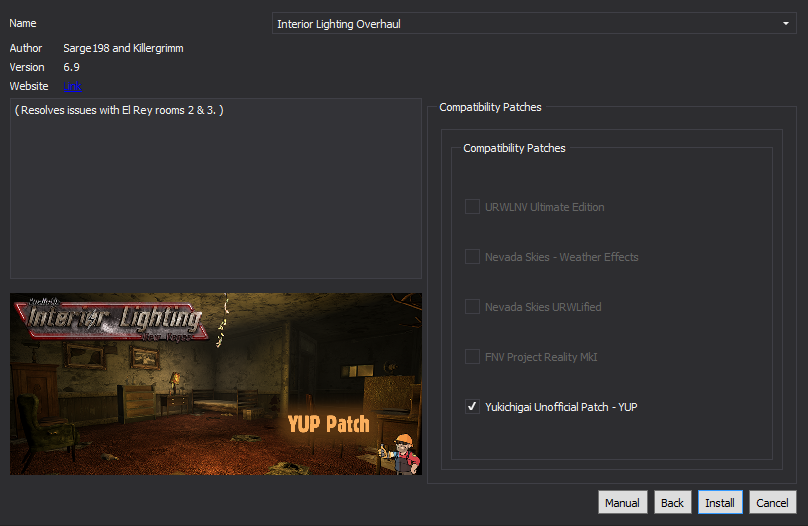 Name
Interior Lighting Overhaul
Author Sarge198 and Killergrimm
Version 6.9
Website Link
( Resolves issues with El Rey rooms 2 & 3. )
Compatibility Patches
Compatibility Patches
URWLNV Ultimate Edition
Nevada Skies - Weather Effects
Nevada Skies URWLified
FNV Project Reality MkI
Yukichigai Unofficial Patch - YUP
Interior Lighting
YUP Patch
Manual
Back
Install
Cancel